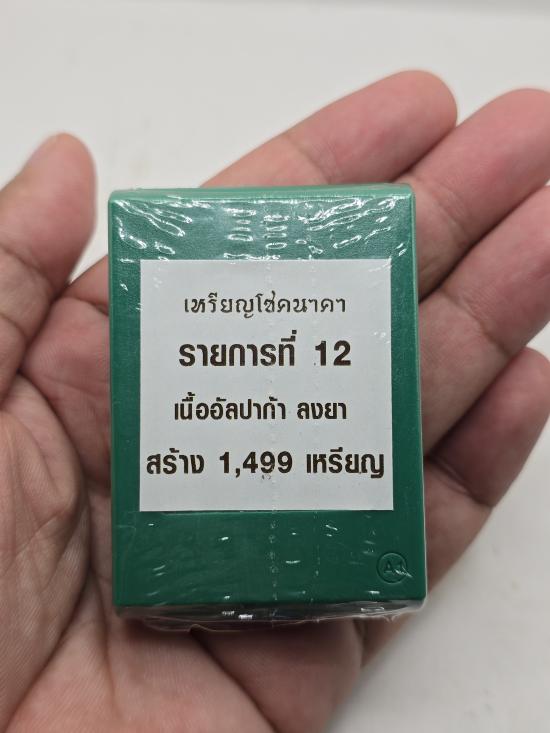 เหรียญโชคนาคา
รายการที่ 12
เนื้ออัลปาก้า ลงยา
สร้าง 1,499 เหรียญ
A1